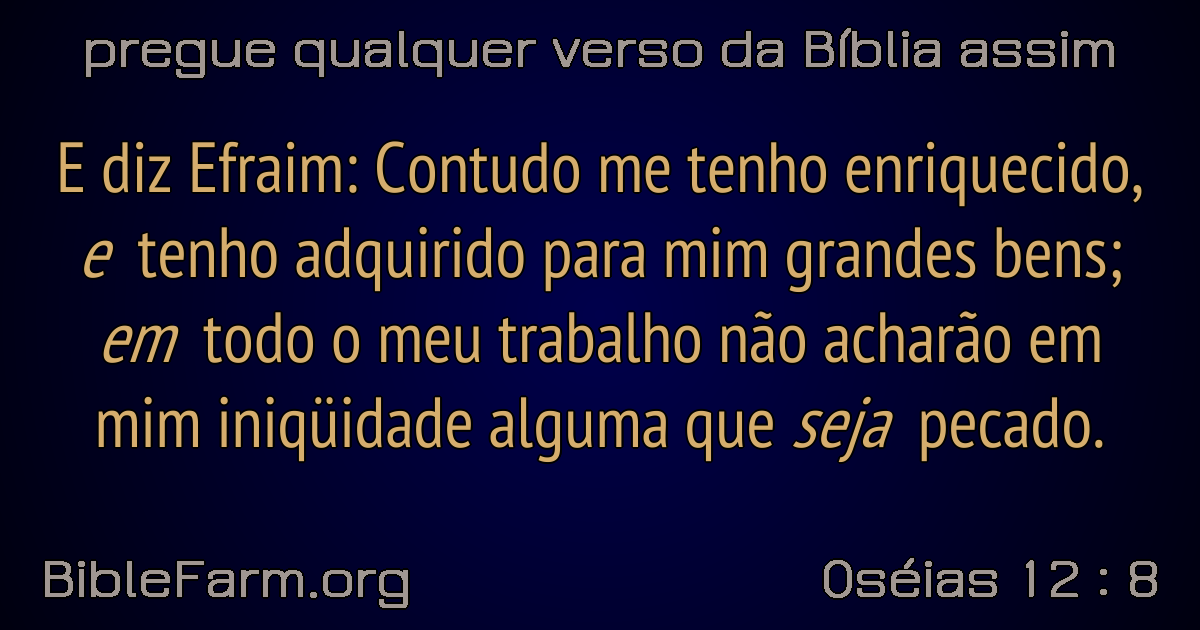 pregue qualquer verso da Bíblia assim
E diz Efraim: Contudo me tenho enriquecido,
e tenho adquirido para mim grandes bens;
em todo o meu trabalho não acharão em
mim iniqüidade alguma que seja pecado.
BibleFarm.org
Oséias 12 : 8